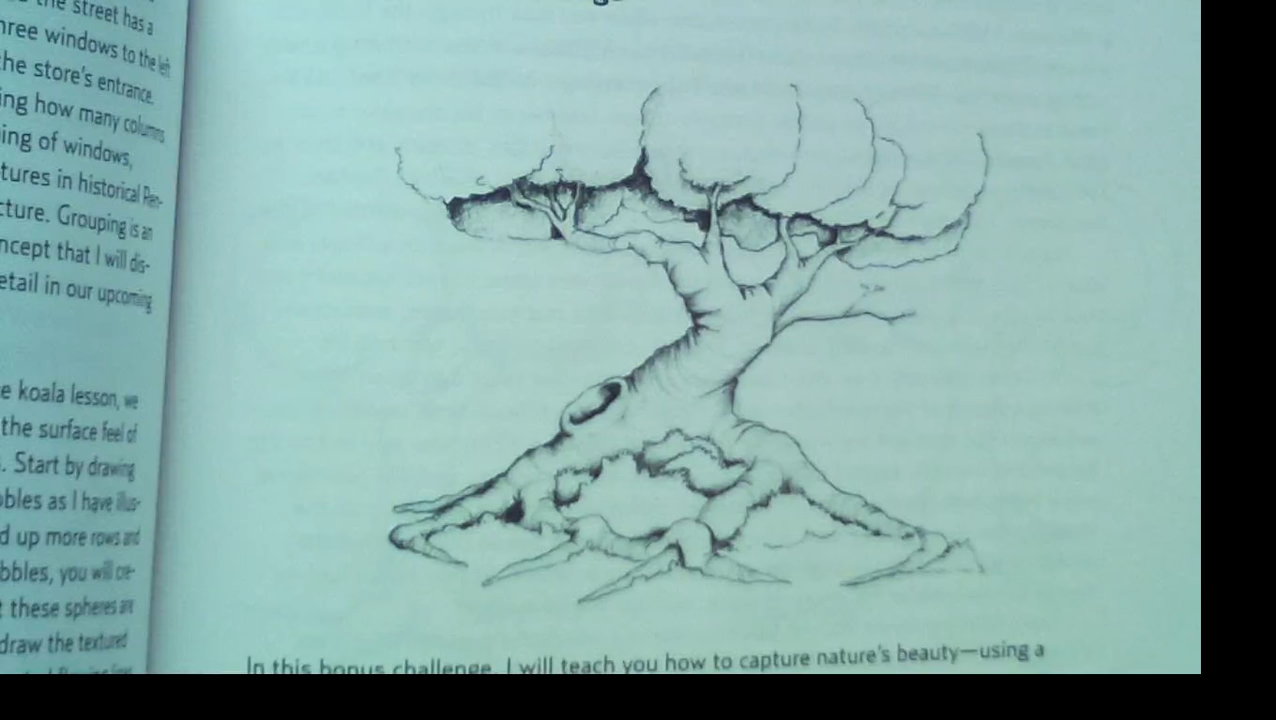 the street has a
hree windows to the left
the store's entrance.
ing how many columns
ing of windows,
tures in historical Ren-
cture. Grouping is an
ncept that I will dis-
etail in our upcoming
e koala lesson, we
the surface feel of
. Start by drawing
bbles as I have illus-
d up more rows and
bbles, you will cre-
t these spheres are
draw the textured
In this bonus challenge, I will teach you how to capture nature's beauty—using a